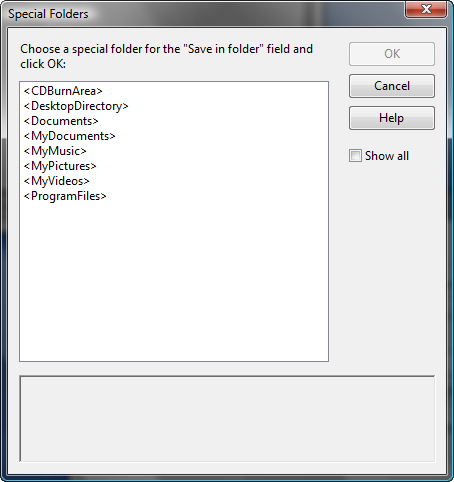 Special Folders
Choose a special folder for the "Save in folder" field and
click OK:
OK
<CDBurnArea>
<DesktopDirectory>
<Documents>
<MyDocuments>
<MyMusic>
<MyPictures>
<MyVideos>
<ProgramFiles>
Cancel
Help
Show all